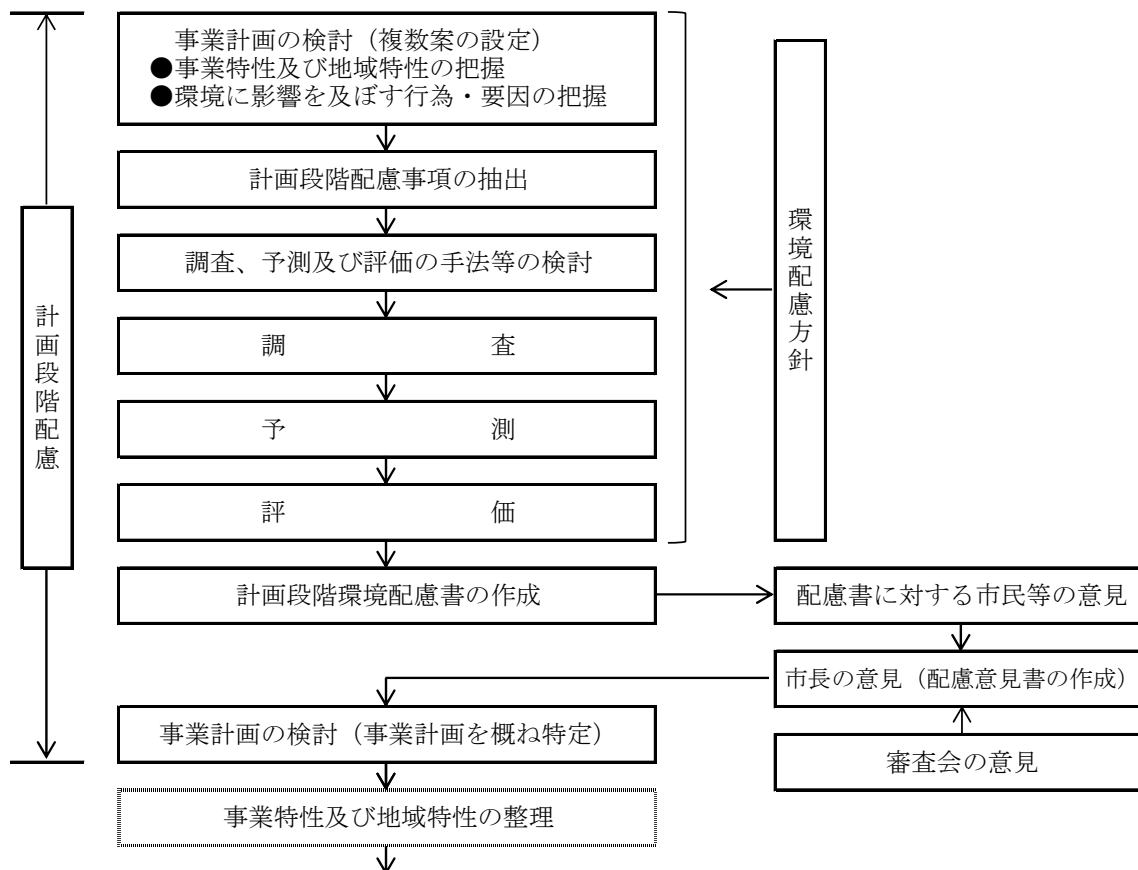 事業計画の検討（複数案の設定）
●事業特性及び地域特性の把握
●環境に影響を及ぼす行為・要因の把握
計画段階配慮事項の抽出
調査、予測及び評価の手法等の検討
調 査
予 測
評 価
計画段階配慮
環境配慮方針
計画段階環境配慮書の作成
配慮書に対する市民等の意見
市長の意見（配慮意見書の作成）
審査会の意見
事業計画の検討（事業計画を概ね特定）
事業特性及び地域特性の整理